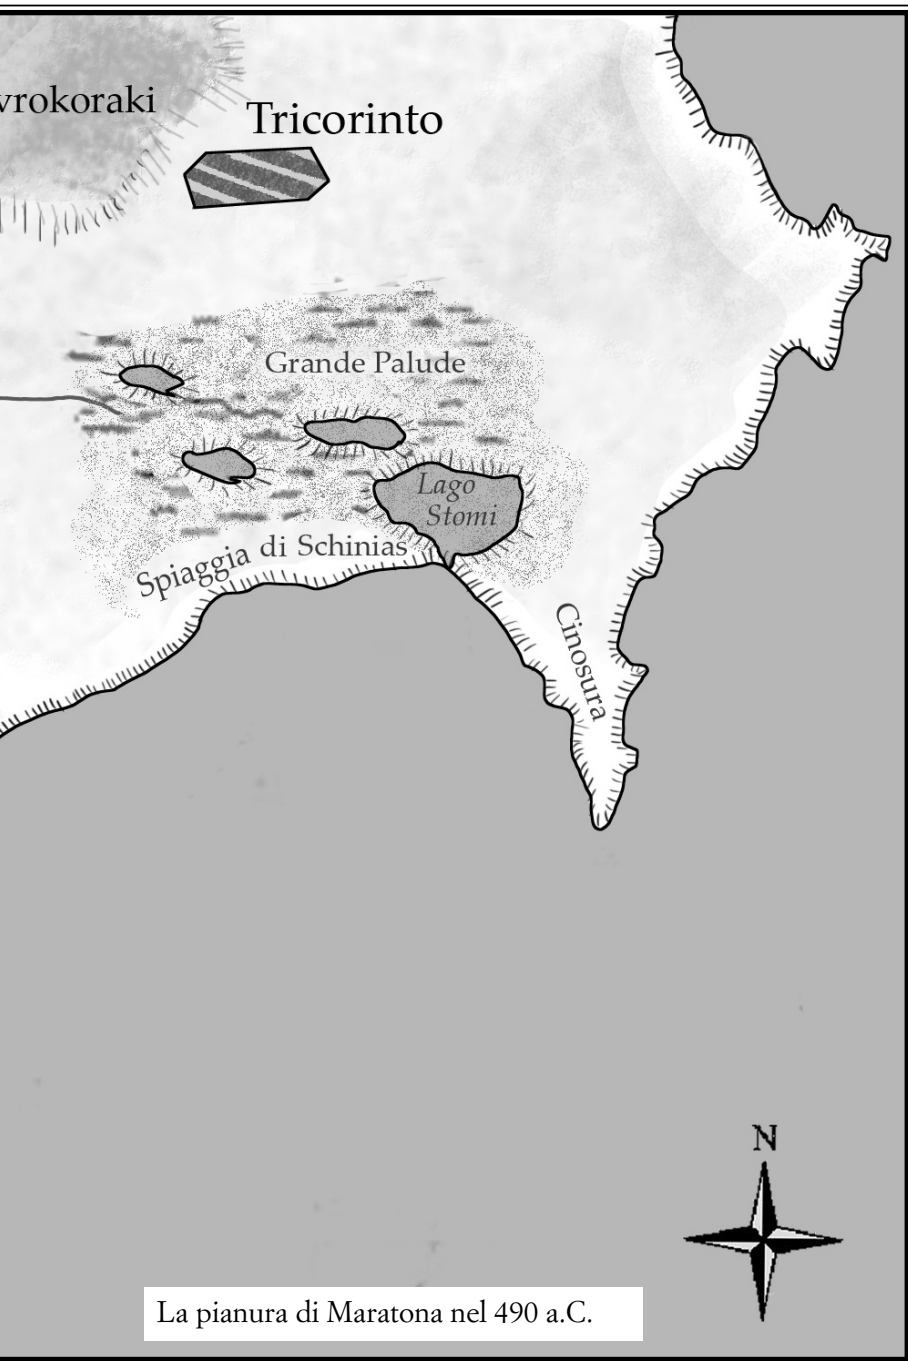 vrokoraki
Tricorinto
Grande Palude
Lago
Stomi
Spiaggia di Schinias
Cinosura
N
La pianura di Maratona nel 490 a.C.